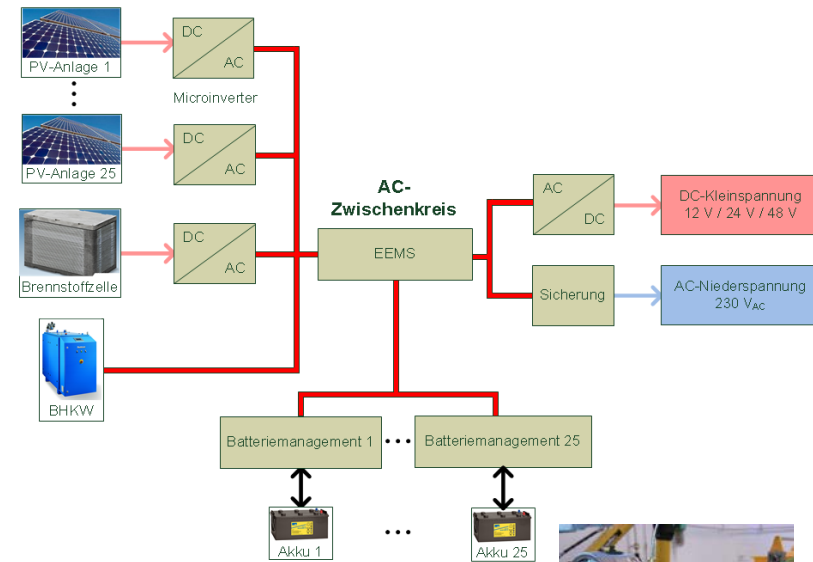 PV-Anlage 1
DC
AC
Microinverter
PV-Anlage 25
DC
AC
Brennstoffzelle
DC
AC
BHKW
AC-
Zwischenkreis
EEMS
AC
DC
DC-Kleinspannung
12 V / 24 V / 48 V
Sicherung
AC-Niederspannung
230 VAC
Batteriemanagement 1
Batteriemanagement 25
Akku 1
Akku 25